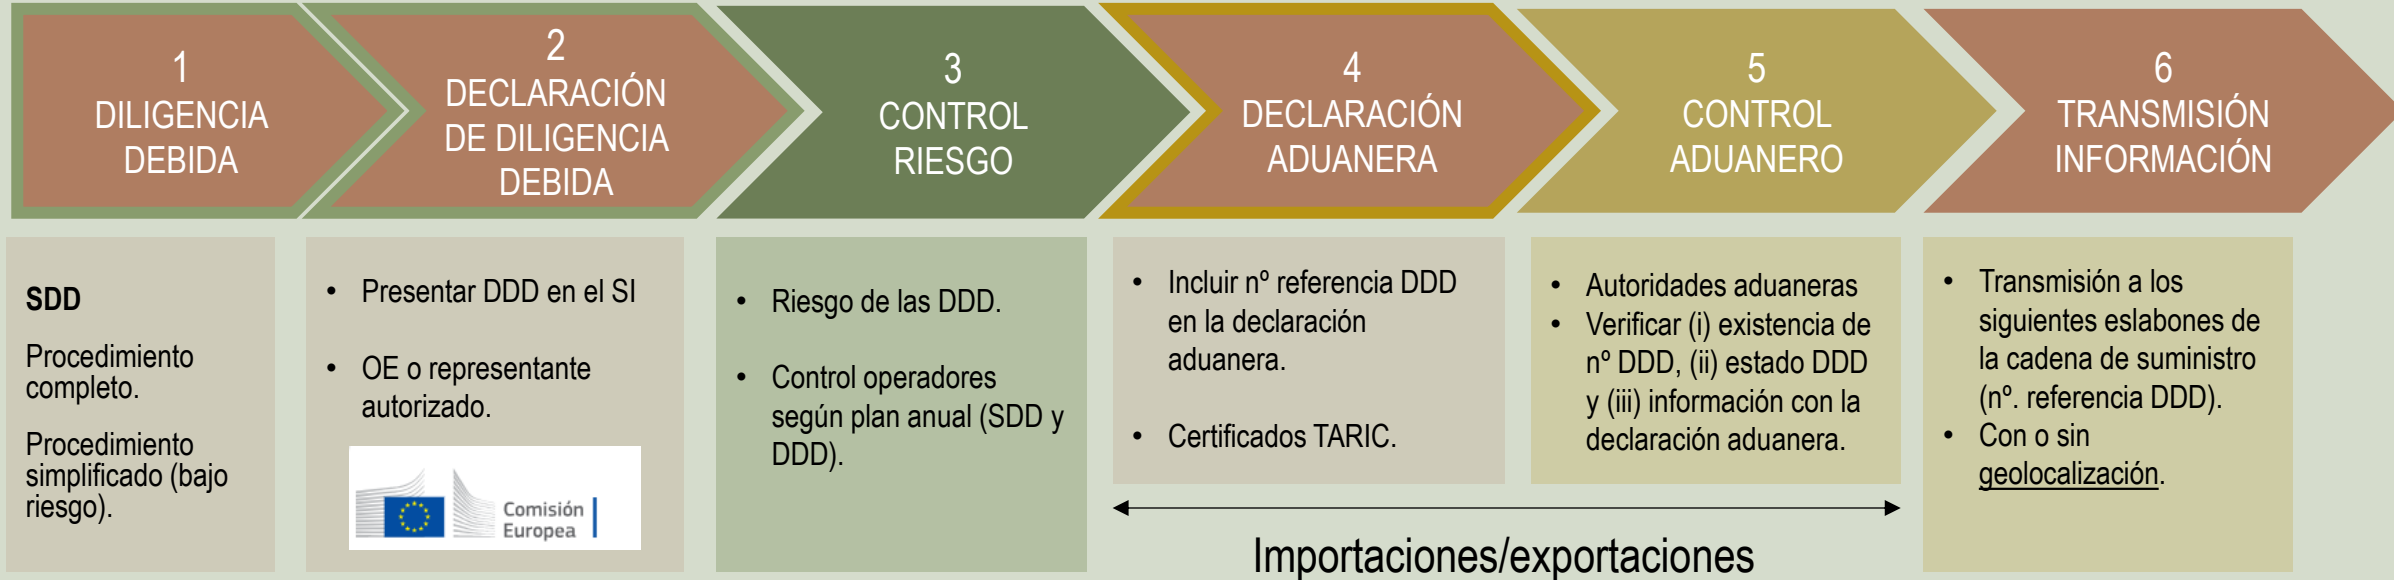 1
DILIGENCIA
DEBIDA
2
DECLARACIÓN
DE DILIGENCIA
DEBIDA
3
CONTROL
RIESGO
4
DECLARACIÓN
ADUANERA
5
CONTROL
ADUANERO
6
TRANSMISIÓN
INFORMACIÓN
SDD
Procedimiento
completo.
Procedimiento
simplificado (bajo
riesgo).
• Presentar DDD en el SI
• OE o representante
autorizado.
Comisión
Europea
• Riesgo de las DDD.
• Control operadores
según plan anual (SDD y
DDD).
• Incluir nº referencia DDD
en la declaración
aduanera.
• Certificados TARIC.
• Autoridades aduaneras
• Verificar (i) existencia de
nº DDD, (ii) estado DDD
y (iii) información con la
declaración aduanera.
Importaciones/exportaciones
• Transmisión a los
siguientes eslabones de
la cadena de suministro
(nº. referencia DDD).
• Con o sin
geolocalización.